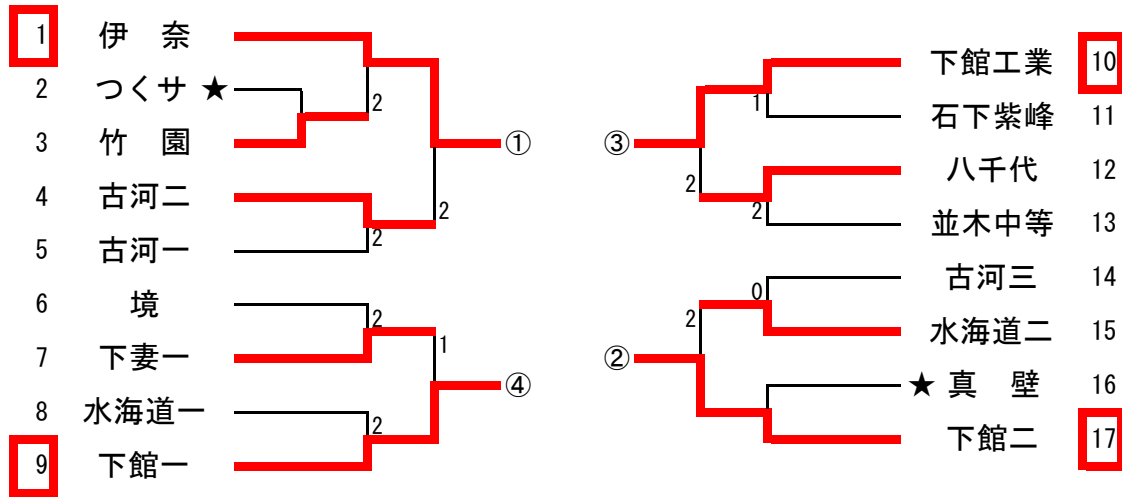 1 伊 奈
2 つくサ ★
3 竹 園
4 古河二
5 古河一
6 境
7 下妻一
8 水海道一
9 下館一
2
2
2
①
2
1
2
④
下館工業 10
石下紫峰 11
八千代 12
並木中等 13
古河三 14
水海道二 15
★ 真 壁 16
下館二 17
1
③
2
2
0
2
②